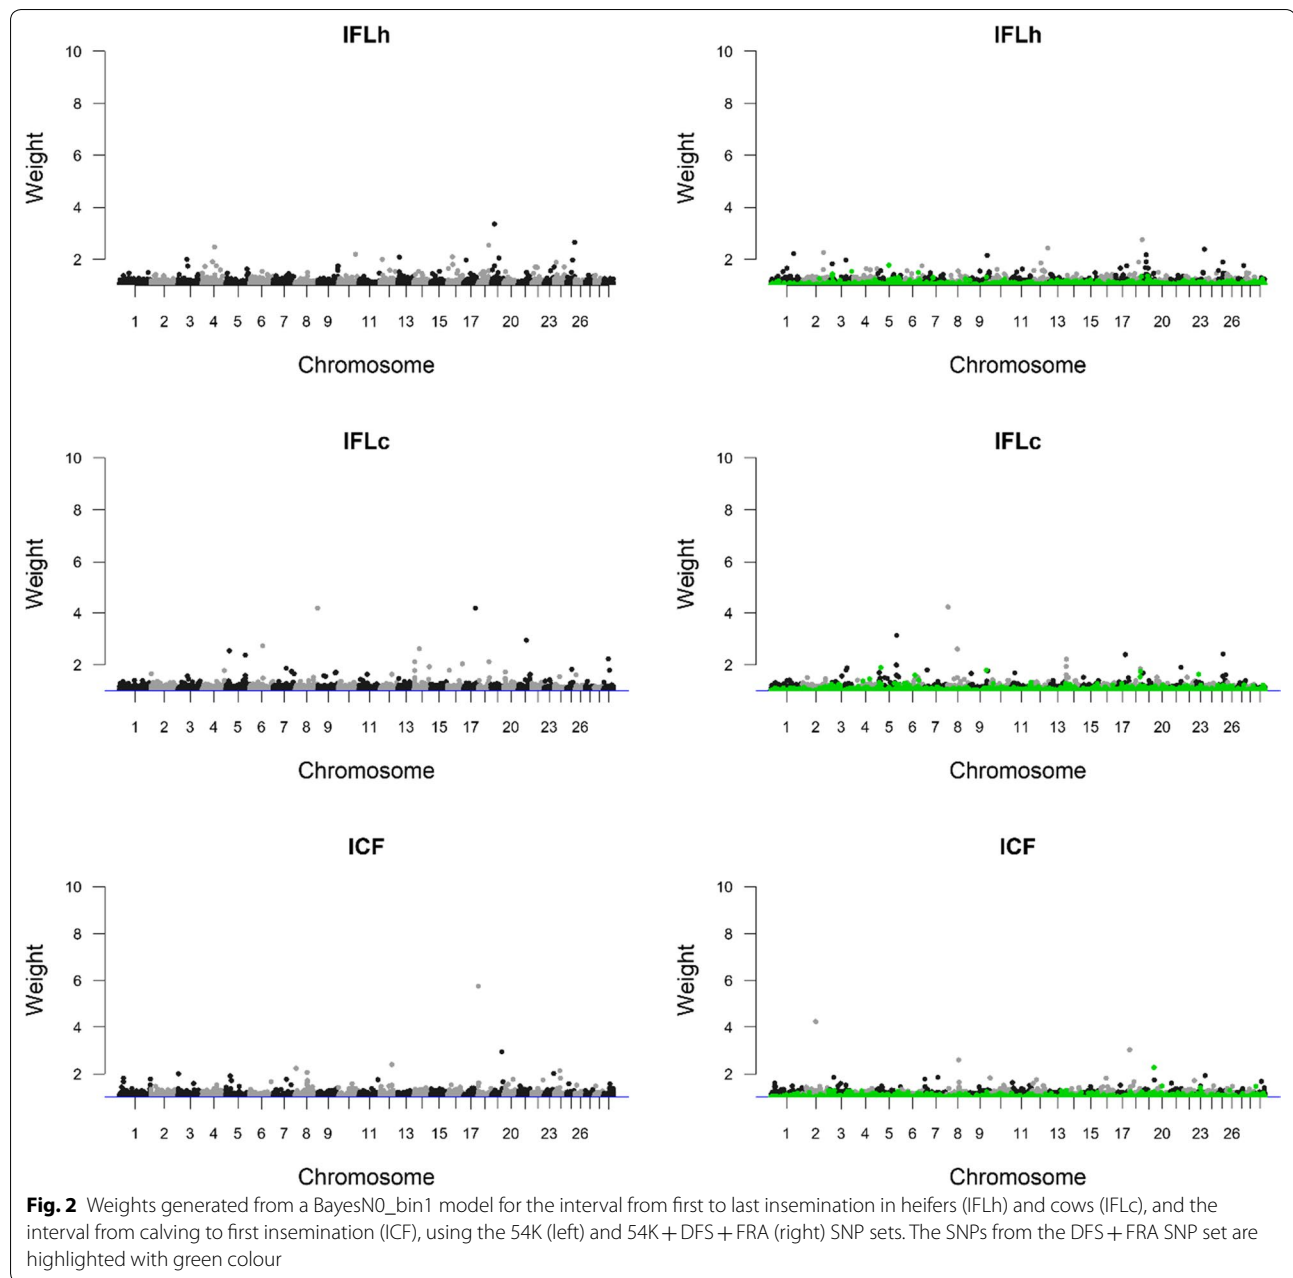 IFLh
10
8
6
4
2
Weight
1 2 3 4 5 6 7 8 9 11 13 15 17 20 23 26
Chromosome
IFLh
10
8
6
4
2
Weight
1 2 3 4 5 6 7 8 9 11 13 15 17 20 23 26
Chromosome
IFLc
10
8
6
4
2
Weight
1 2 3 4 5 6 7 8 9 11 13 15 17 20 23 26
Chromosome
IFLc
10
8
6
4
2
Weight
1 2 3 4 5 6 7 8 9 11 13 15 17 20 23 26
Chromosome
ICF
10
8
6
4
2
Weight
1 2 3 4 5 6 7 8 9 11 13 15 17 20 23 26
Chromosome
ICF
10
8
6
4
2
Weight
1 2 3 4 5 6 7 8 9 11 13 15 17 20 23 26
Chromosome
Fig. 2 Weights generated from a BayesN0_bin1 model for the interval from first to last insemination in heifers (IFLh) and cows (IFLc), and the
interval from calving to first insemination (ICF), using the 54K (left) and 54K + DFS + FRA (right) SNP sets. The SNPs from the DFS + FRA SNP set are
highlighted with green colour